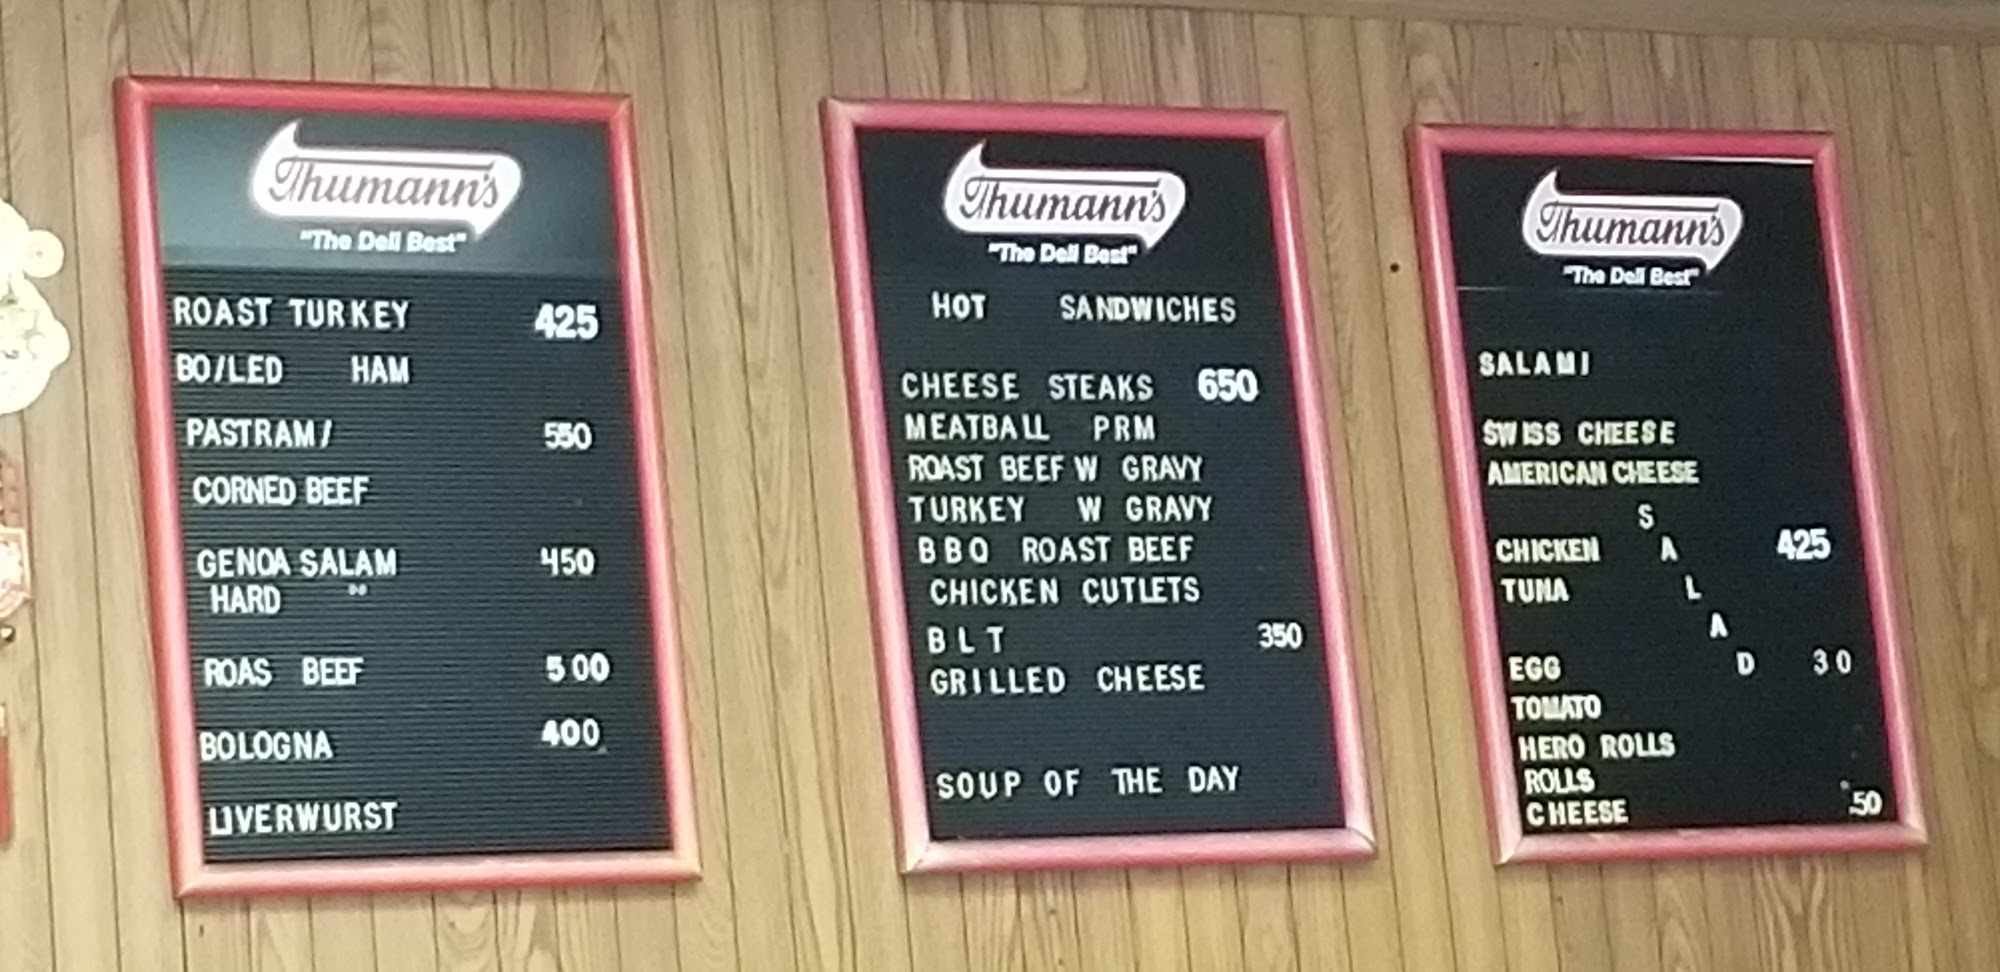 Thumann's
"The Deli Best"
ROAST TURKEY 425
BO/LED HAM
PASTRAM/ 550
CORNED BEEF
GENOA SALAM 450
HARD "
ROAS BEEF 500
BOLOGNA 400
LIVERWURST
Thumann's
"The Deli Best"
HOT SANDWICHES
CHEESE STEAKS 650
MEATBALL PRM
ROAST BEEF W GRAVY
TURKEY W GRAVY
BBQ ROAST BEEF
CHICKEN CUTLETS
BLT 350
GRILLED CHEESE
SOUP OF THE DAY
Thumann's
"The Deli Best"
SALAMI
SWISS CHEESE
AMERICAN CHEESE
S
CHICKEN A 425
TUNA L
A
EGG D 30
TOMATO
HERO ROLLS
ROLLS
CHEESE .50